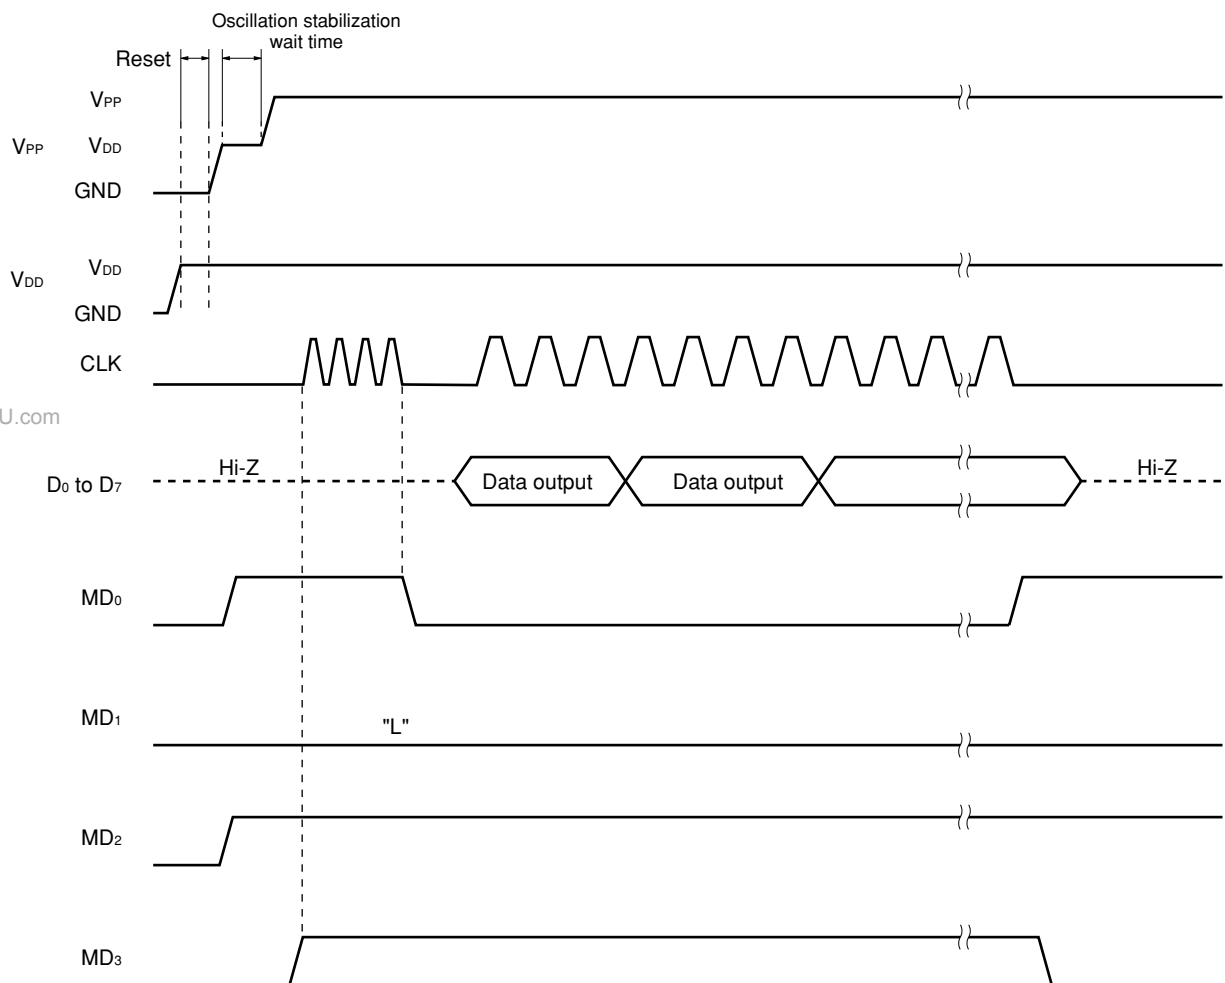 Oscillation stabilization
wait time
Reset
VPP
VPP VDD
GND
VDD VDD
GND
CLK
U.com
Hi-Z Hi-Z
D0 to D7 Data output Data output
MD0
MD1
"L"
MD2
MD3